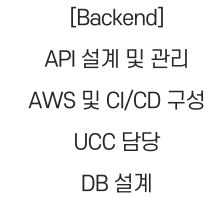 [Backend]
API 설계 및 관리
AWS 및 CI/CD 구성
UCC 담당
DB 설계